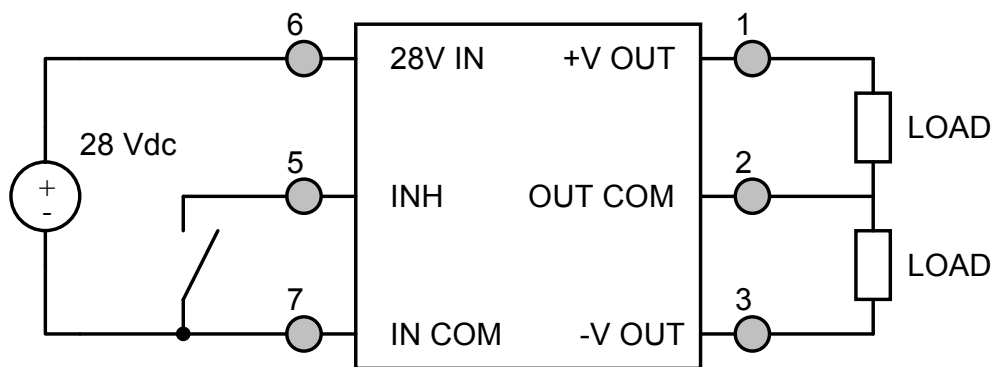 6
1
28V IN
+V OUT
28 Vdc
LOAD
5
2
+
-
INH
OUT COM
7
3
LOAD
IN COM
-V OUT